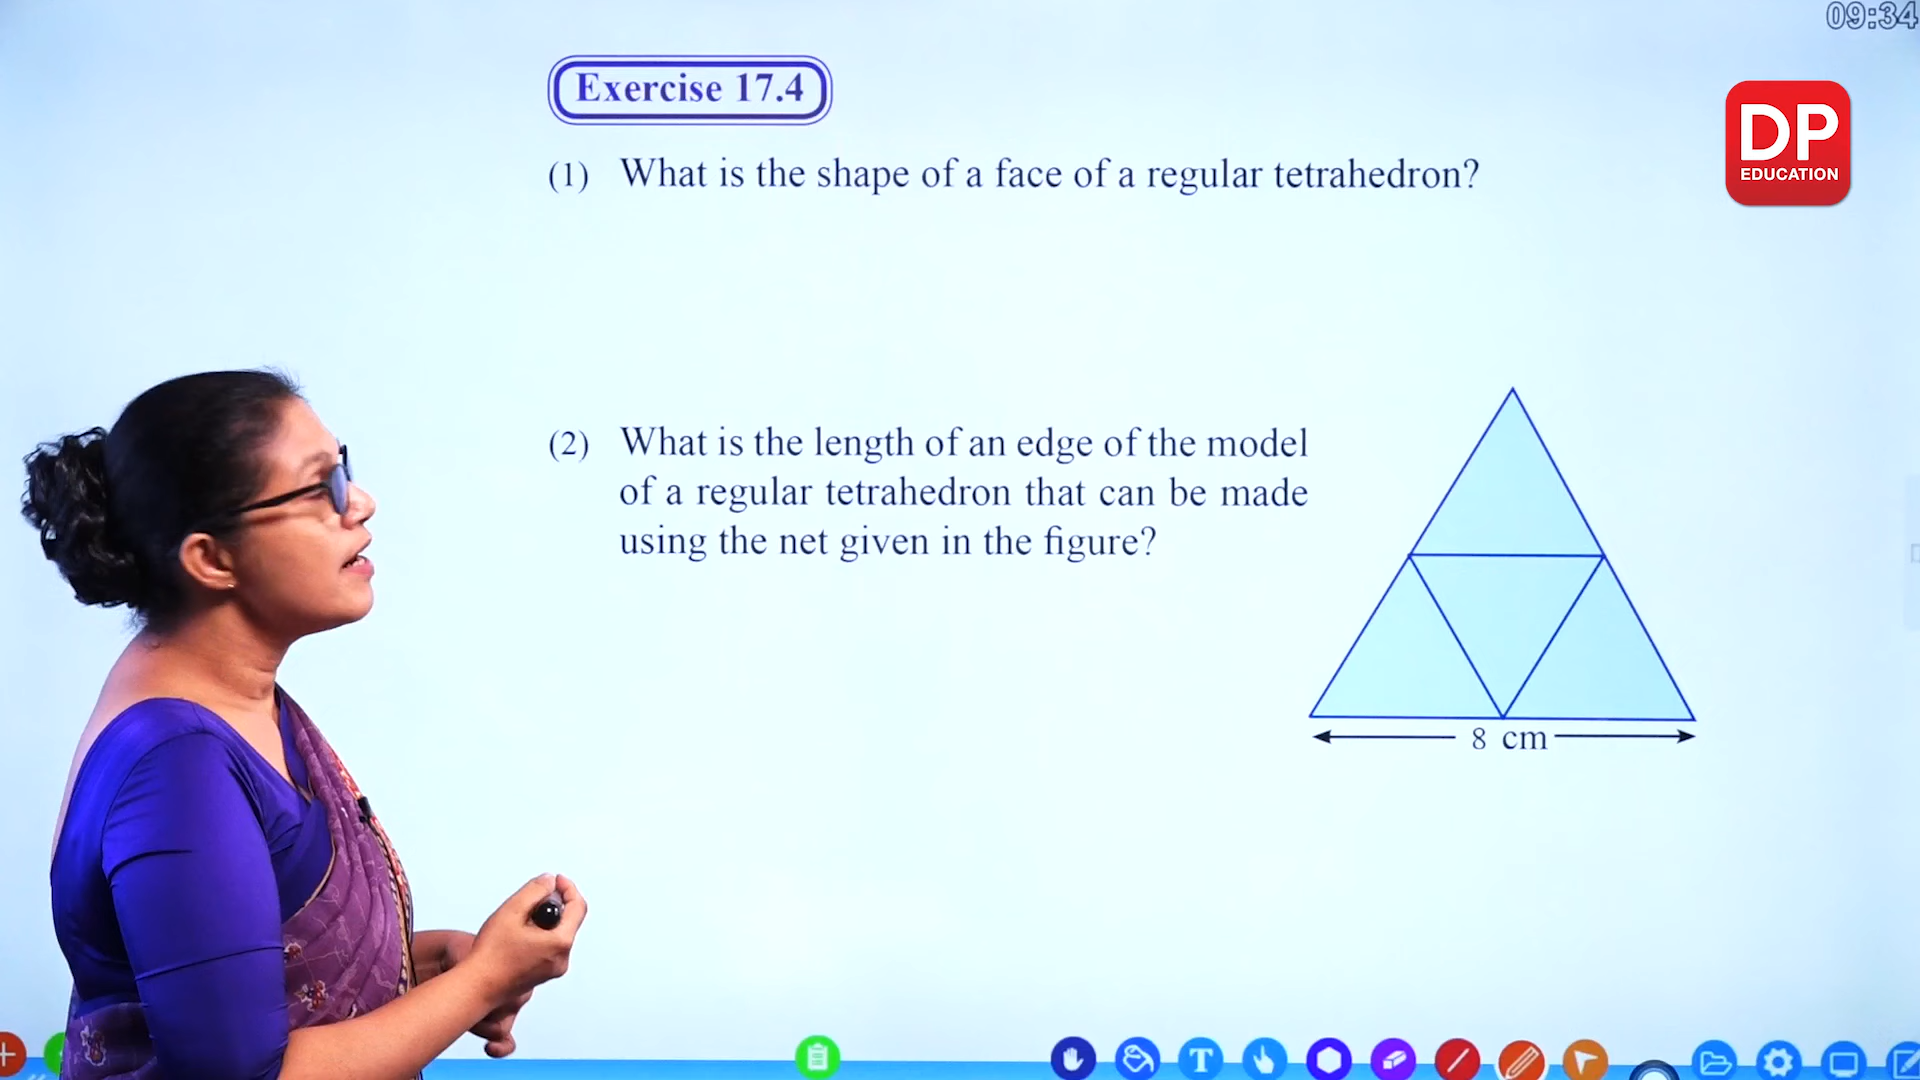 09:34
Exercise 17.4
DP
EDUCATION
(1) What is the shape of a face of a regular tetrahedron?
(2) What is the length of an edge of the model
of a regular tetrahedron that can be made
using the net given in the figure?
8 cm
T